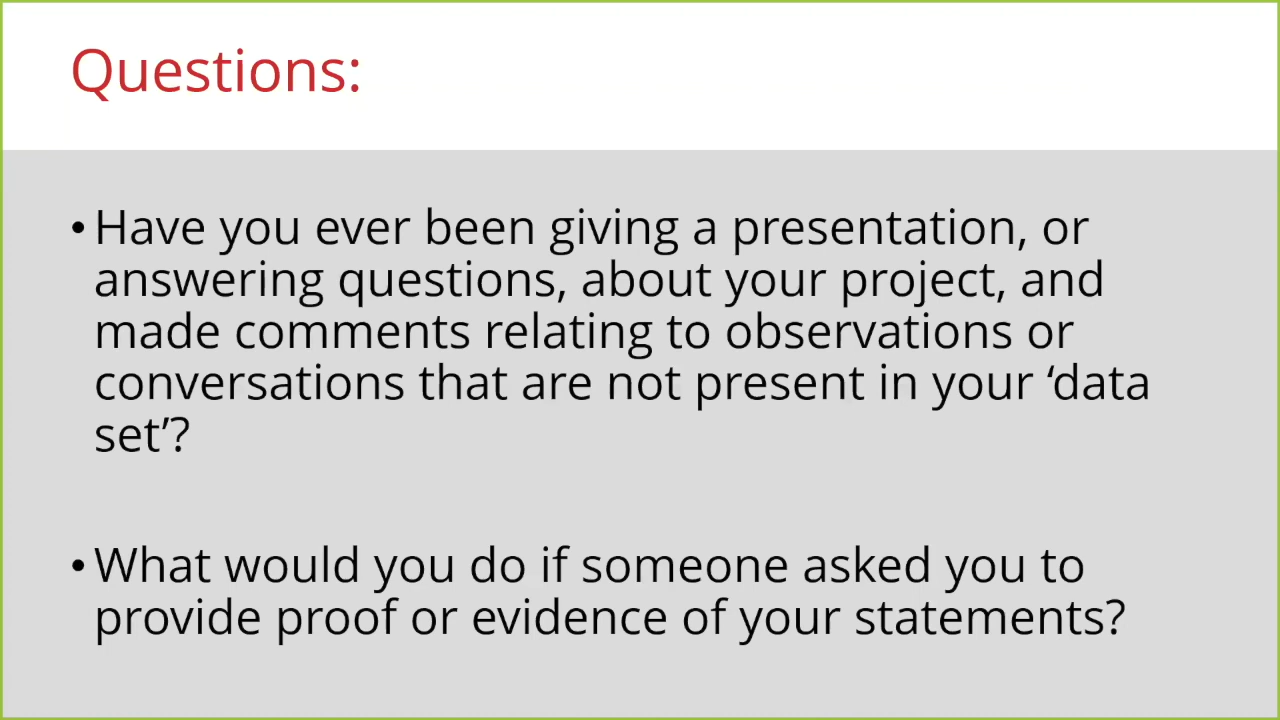 Questions:
•Have you ever been giving a presentation, or
answering questions, about your project, and
made comments relating to observations or
conversations that are not present in your ‘data
set’?
•What would you do if someone asked you to
provide proof or evidence of your statements?